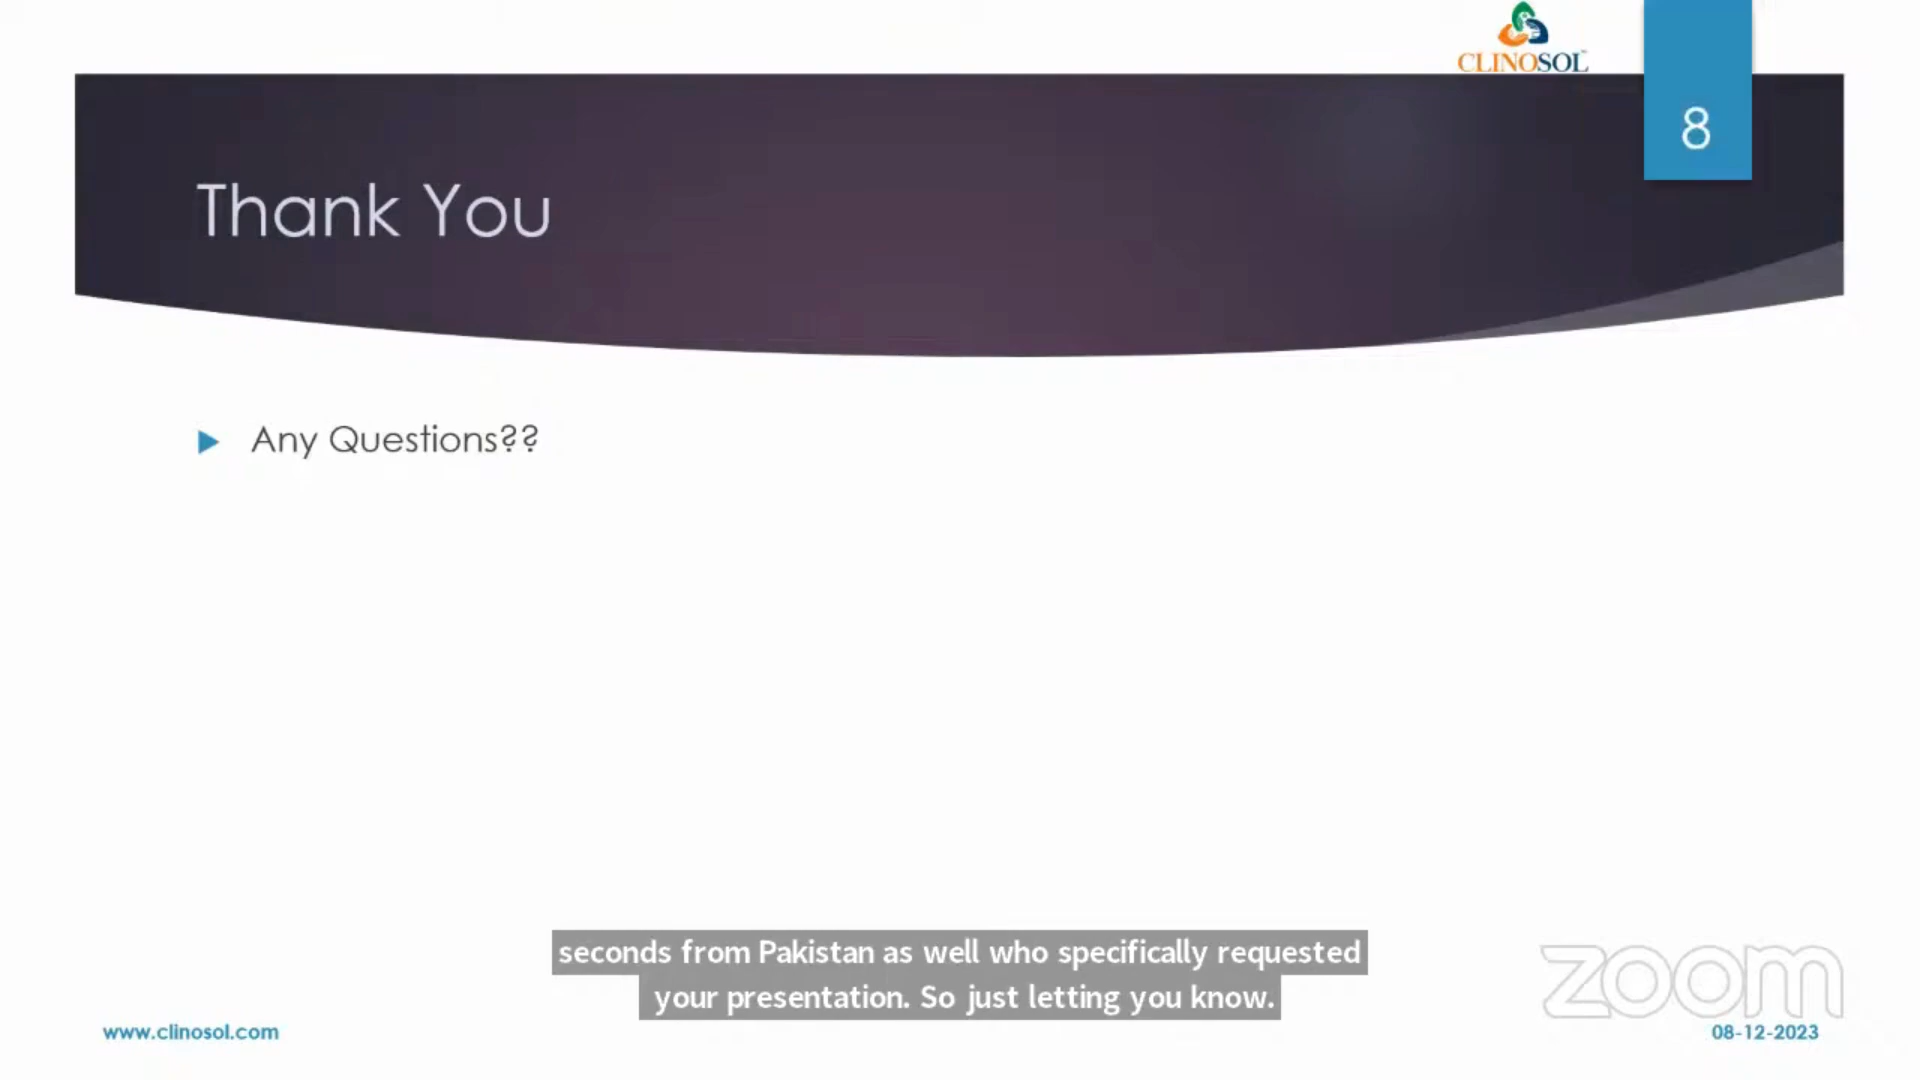 CLINOSOL
8
Thank You
Any Questions??
seconds from Pakistan as well who specifically requested
your presentation. So just letting you know.
zoom
www.clinosol.com
08-12-2023